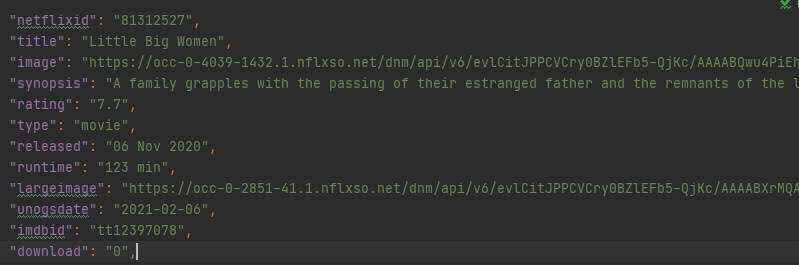 "netflixid": "81312527",
"title": "Little Big Women",
"image": "https://occ-0-4039-1432.1.nflxso.net/dnm/api/v6/evlCitJPPCVCry0BZlEFb5-QjKc/AAAABQwu4PiEh
"synopsis": "A family grapples with the passing of their estranged father and the remnants of the l
"rating": "7.7",
"type": "movie",
"released": "06 Nov 2020",
"runtime": "123 min",
"largeimage": "https://occ-0-2851-41.1.nflxso.net/dnm/api/v6/evlCitJPPCVCry0BZlEFb5-QjKc/AAAABXrMQA
"unogsdate": "2021-02-06",
"imdbid": "tt12397078",
"download": "0",